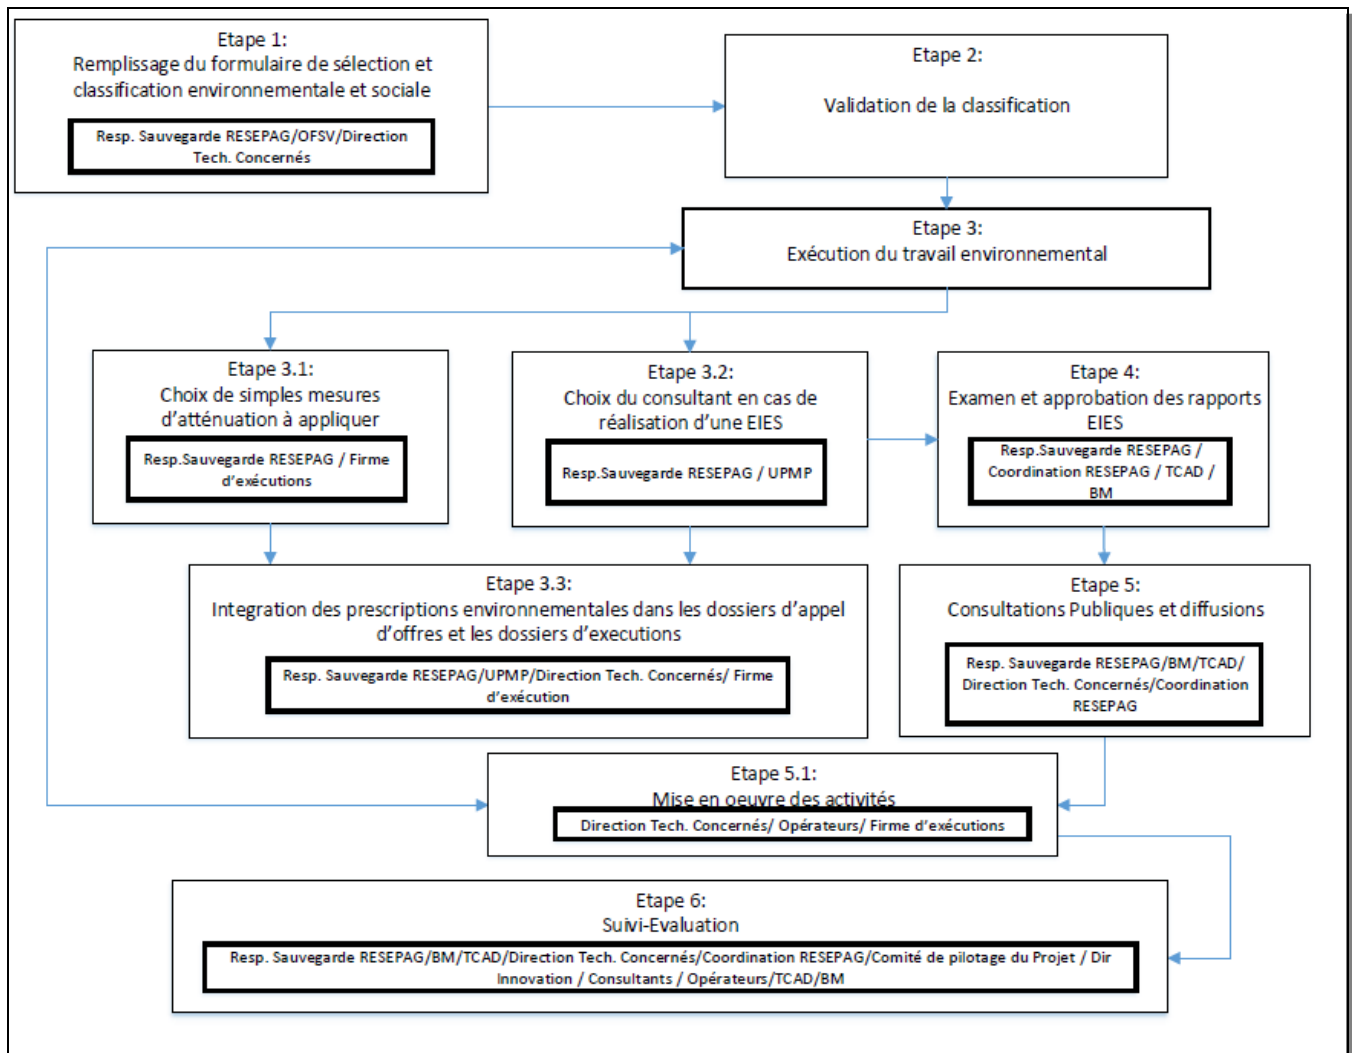 Etape 1:
Remplissage du formulaire de sélection et
classification environnementale et sociale
Resp. Sauvegarde RESEPAG/OFSV/Direction
Tech. Concernés
Etape 2:
Validation de la classification
Etape 3:
Exécution du travail environnemental
Etape 3.1:
Choix de simples mesures
d'atténuation à appliquer
Resp.Sauvegarde RESEPAG / Firme
d'exécutions
Etape 3.2:
Choix du consultant en cas de
réalisation d'une EIES
Resp.Sauvegarde RESEPAG / UPMP
Etape 4:
Examen et approbation des rapports
EIES
Resp.Sauvegarde RESEPAG /
Coordination RESEPAG / TCAD /
BM
Etape 3.3:
Integration des prescriptions environnementales dans les dossiers d'appel
d'offres et les dossiers d'executions
Resp. Sauvegarde RESEPAG/UPMP/Direction Tech. Concernés/ Firme
d'exécution
Etape 5:
Consultations Publiques et diffusions
Resp. Sauvegarde RESEPAG/BM/TCAD/
Direction Tech. Concernés/Coordination
RESEPAG
Etape 5.1:
Mise en oeuvre des activités
Direction Tech. Concernés/ Opérateurs/ Firme d'exécutions
Etape 6:
Suivi-Evaluation
Resp. Sauvegarde RESEPAG/BM/TCAD/Direction Tech. Concernés/Coordination RESEPAG/Comité de pilotage du Projet / Dir
Innovation / Consultants / Opérateurs/TCAD/BM